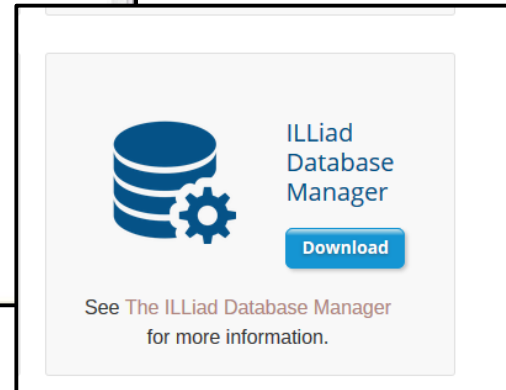 ILLiad
Database
Manager
Download
See The ILLiad Database Manager
for more information.